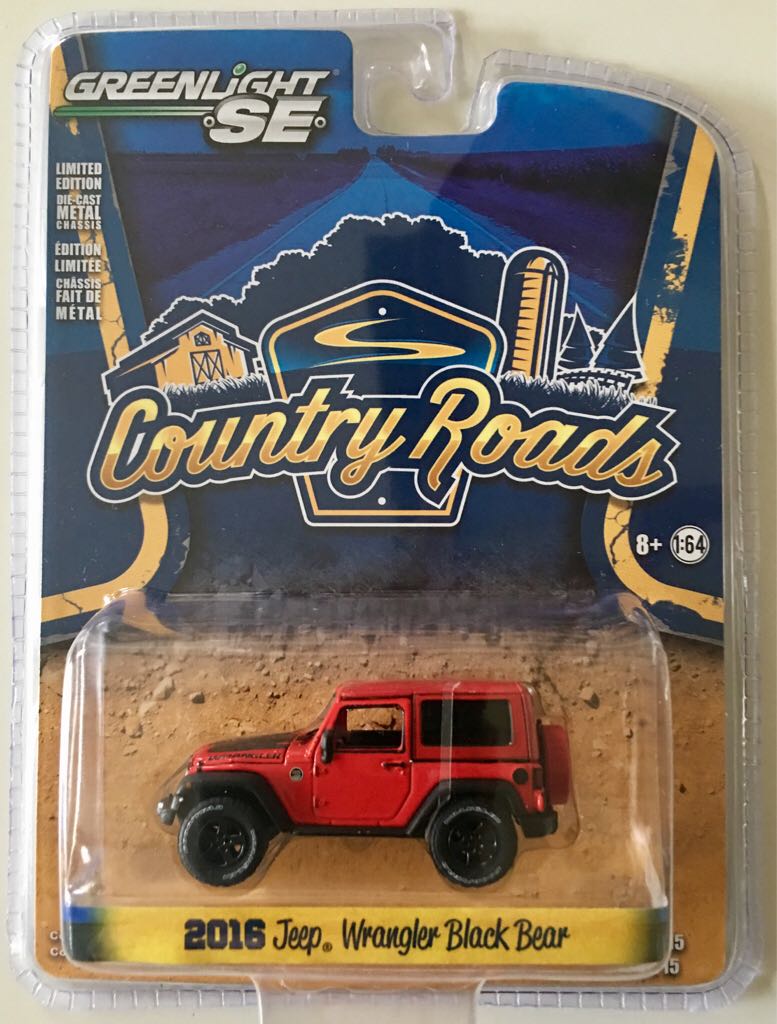 GREENLIGHT
SE
LIMITED
EDITION
DIE-CAST
METAL
CHASSIS
ÉDITION
LIMITÉE
CHÂSSIS
FAIT DE
MÉTAL
Country Roads
8+ 1:64
WRANGLER
2016 Jeep® Wrangler Black Bear